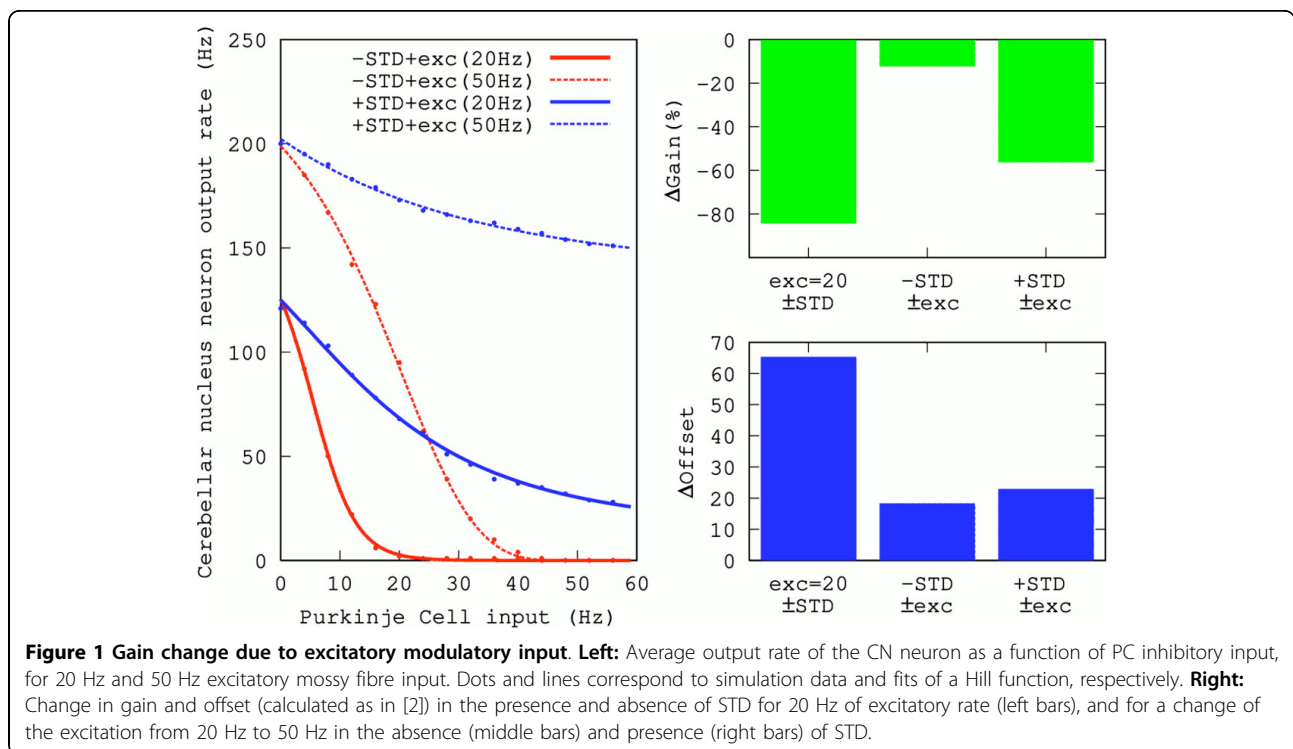 Cerebellar nucleus neuron output rate (Hz)
250
200
150
100
50
0
−STD+exc(20Hz)
−STD+exc(50Hz)
+STD+exc(20Hz)
+STD+exc(50Hz)
0 10 20 30 40 50 60
Purkinje Cell input (Hz)
ΔGain(%)
0
−20
−40
−60
−80
exc=20 −STD +STD
±STD ±exc ±exc
ΔOffset
70
60
50
40
30
20
10
0
exc=20 −STD +STD
±STD ±exc ±exc
Figure 1 Gain change due to excitatory modulatory input. Left: Average output rate of the CN neuron as a function of PC inhibitory input,
for 20 Hz and 50 Hz excitatory mossy fibre input. Dots and lines correspond to simulation data and fits of a Hill function, respectively. Right:
Change in gain and offset (calculated as in [2]) in the presence and absence of STD for 20 Hz of excitatory rate (left bars), and for a change of
the excitation from 20 Hz to 50 Hz in the absence (middle bars) and presence (right bars) of STD.